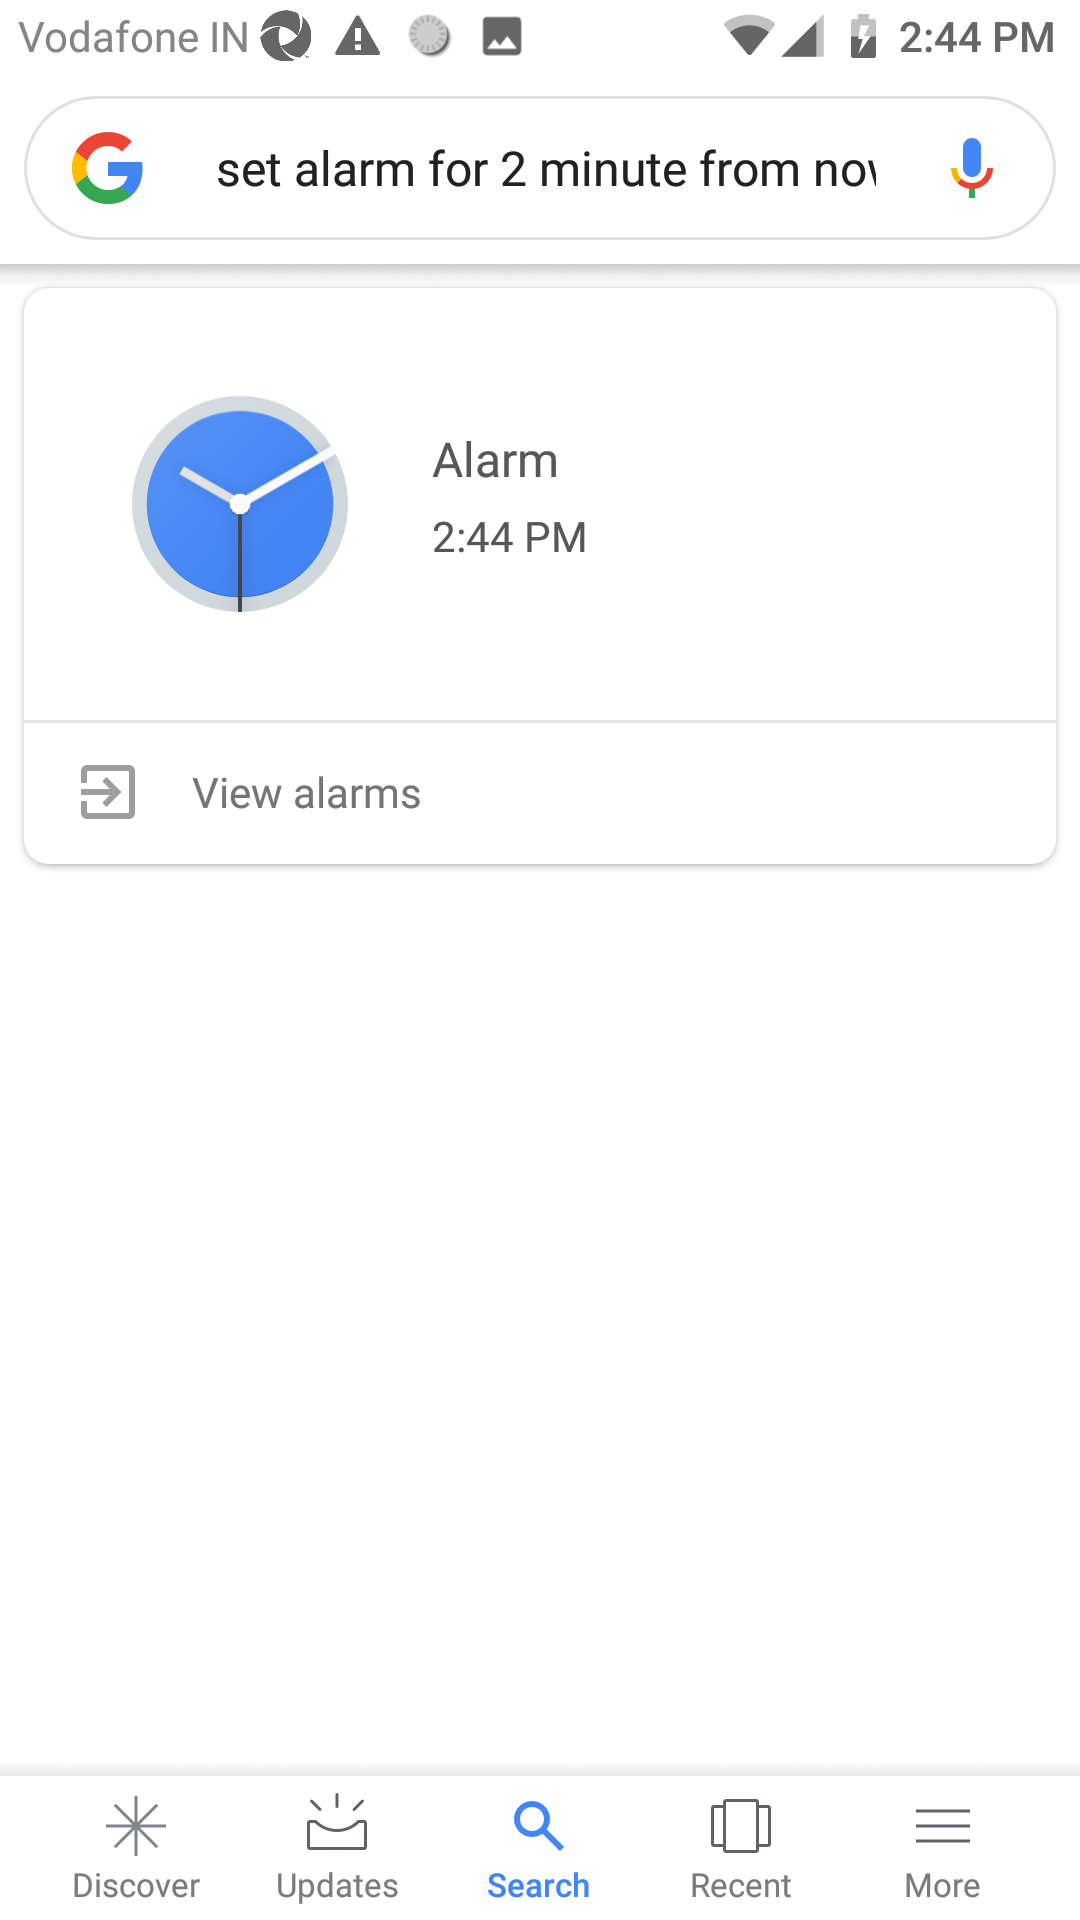 Vodafone IN 2:44 PM
set alarm for 2 minute from nov
Alarm
2:44 PM
View alarms
Discover Updates Search Recent More